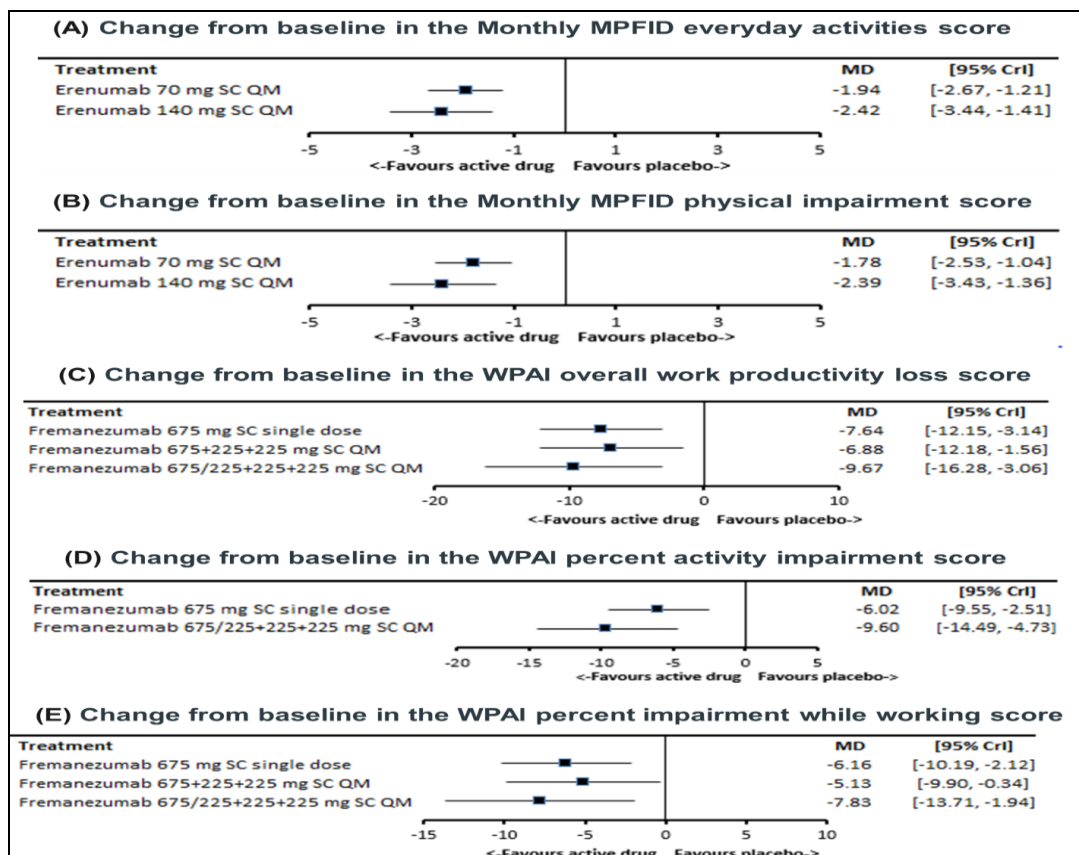 (A) Change from baseline in the Monthly MPFID everyday activities score
Treatment MD [95% CrI]
Erenumab 70 mg SC QM -1.94 [-2.67, -1.21]
Erenumab 140 mg SC QM -2.42 [-3.44, -1.41]
-5 -3 -1 1 3 5
<-Favours active drug Favours placebo->
(B) Change from baseline in the Monthly MPFID physical impairment score
Treatment MD [95% CrI]
Erenumab 70 mg SC QM -1.78 [-2.53, -1.04]
Erenumab 140 mg SC QM -2.39 [-3.43, -1.36]
-5 -3 -1 1 3 5
<-Favours active drug Favours placebo->
(C) Change from baseline in the WPAI overall work productivity loss score
Treatment MD [95% CrI]
Fremanezumab 675 mg SC single dose -7.64 [-12.15, -3.14]
Fremanezumab 675+225+225 mg SC QM -6.88 [-12.18, -1.56]
Fremanezumab 675/225+225+225 mg SC QM -9.67 [-16.28, -3.06]
-20 -10 0 10
<-Favours active drug Favours placebo->
(D) Change from baseline in the WPAI percent activity impairment score
Treatment MD [95% CrI]
Fremanezumab 675 mg SC single dose -6.02 [-9.55, -2.51]
Fremanezumab 675/225+225+225 mg SC QM -9.60 [-14.49, -4.73]
-20 -15 -10 -5 0 5
<-Favours active drug Favours placebo->
(E) Change from baseline in the WPAI percent impairment while working score
Treatment MD [95% CrI]
Fremanezumab 675 mg SC single dose -6.16 [-10.19, -2.12]
Fremanezumab 675+225+225 mg SC QM -5.13 [-9.90, -0.34]
Fremanezumab 675/225+225+225 mg SC QM -7.83 [-13.71, -1.94]
-15 -10 -5 0 5 10
<-Favours active drug Favours placebo->